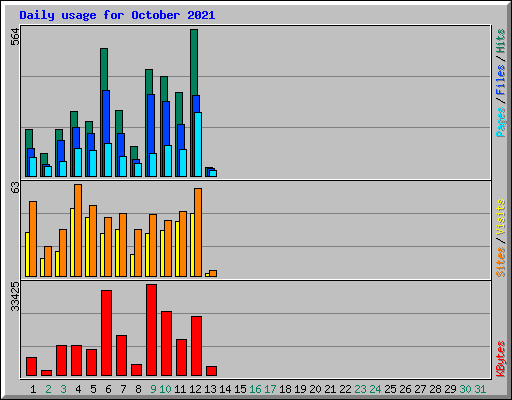 Daily usage for October 2021
564
Pages / Files / Hits
63
Sites / Visits
33425
KBytes
1 2 3 4 5 6 7 8 9 10 11 12 13 14 15 16 17 18 19 20 21 22 23 24 25 26 27 28 29 30 31